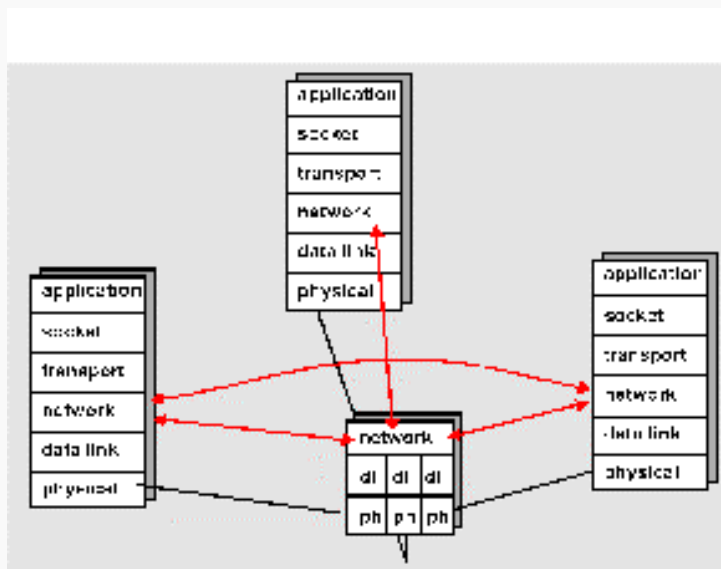 application
socket
transport
network
data link
physical
application
socket
transport
network
data link
physical
application
socket
transport
network
data link
physical
network
dl dl dl
ph ph ph